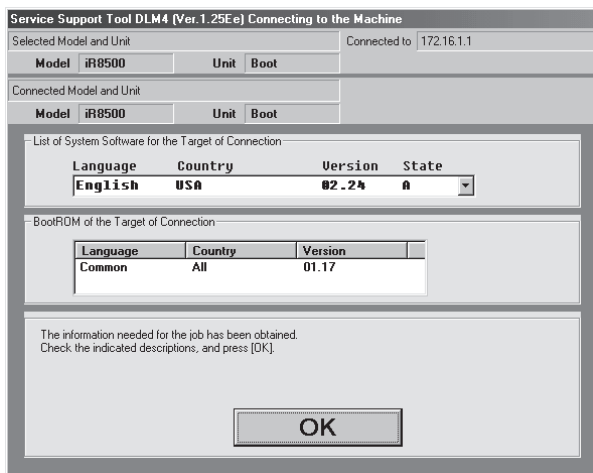 Service Support Tool DLM4 (Ver.1.25Ee) Connecting to the Machine
Selected Model and Unit Connected to 172.16.1.1
Model iR8500 Unit Boot
Connected Model and Unit
Model iR8500 Unit Boot
List of System Software for the Target of Connection
Language Country Version State
English USA 02.24 A
BootROM of the Target of Connection
Language Country Version
Common All 01.17
The information needed for the job has been obtained.
Check the indicated descriptions, and press [OK].
OK